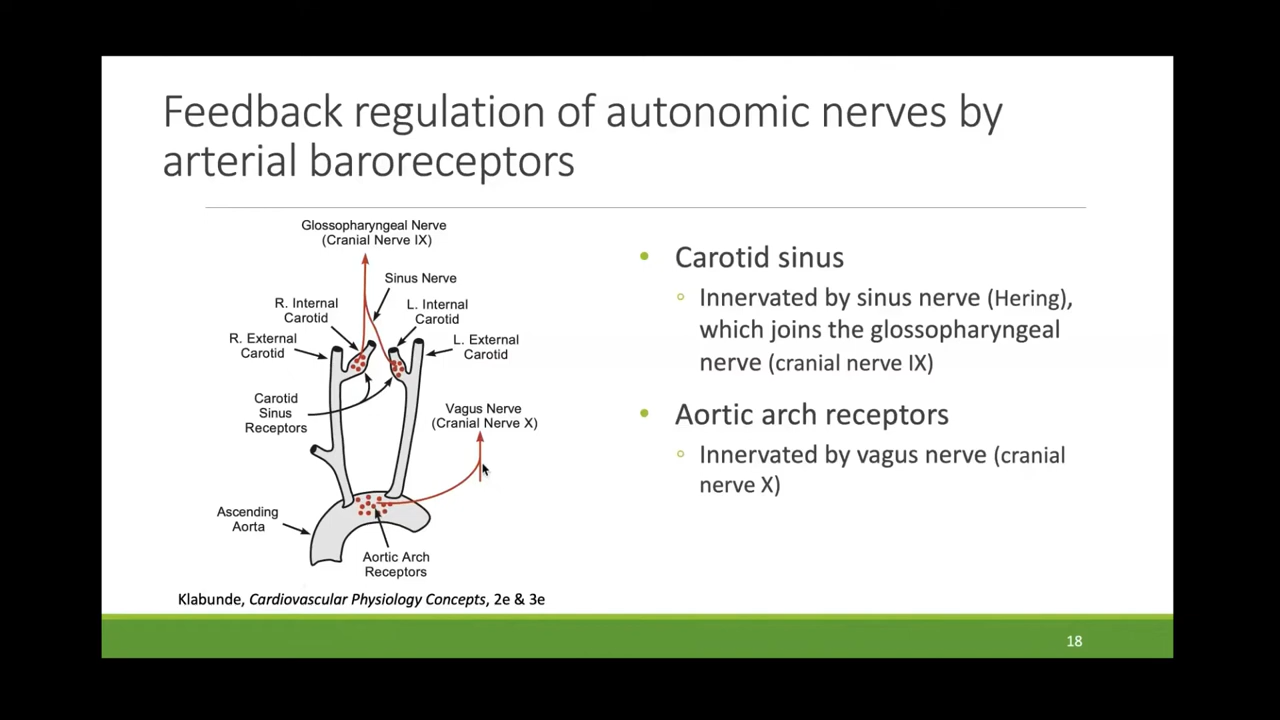 Feedback regulation of autonomic nerves by
arterial baroreceptors
Glossopharyngeal Nerve
(Cranial Nerve IX)
Sinus Nerve
R. Internal
Carotid
L. Internal
Carotid
R. External
Carotid
L. External
Carotid
Carotid
Sinus
Receptors
Vagus Nerve
(Cranial Nerve X)
Ascending
Aorta
Aortic Arch
Receptors
Klabunde, Cardiovascular Physiology Concepts, 2e & 3e
• Carotid sinus
Innervated by sinus nerve (Hering),
which joins the glossopharyngeal
nerve (cranial nerve IX)
• Aortic arch receptors
Innervated by vagus nerve (cranial
nerve X)
18